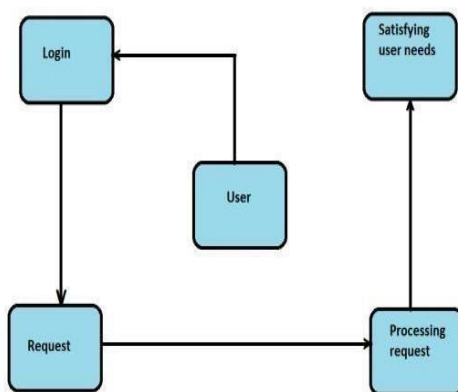 Login
Satisfying
user needs
User
Request
Processing
request